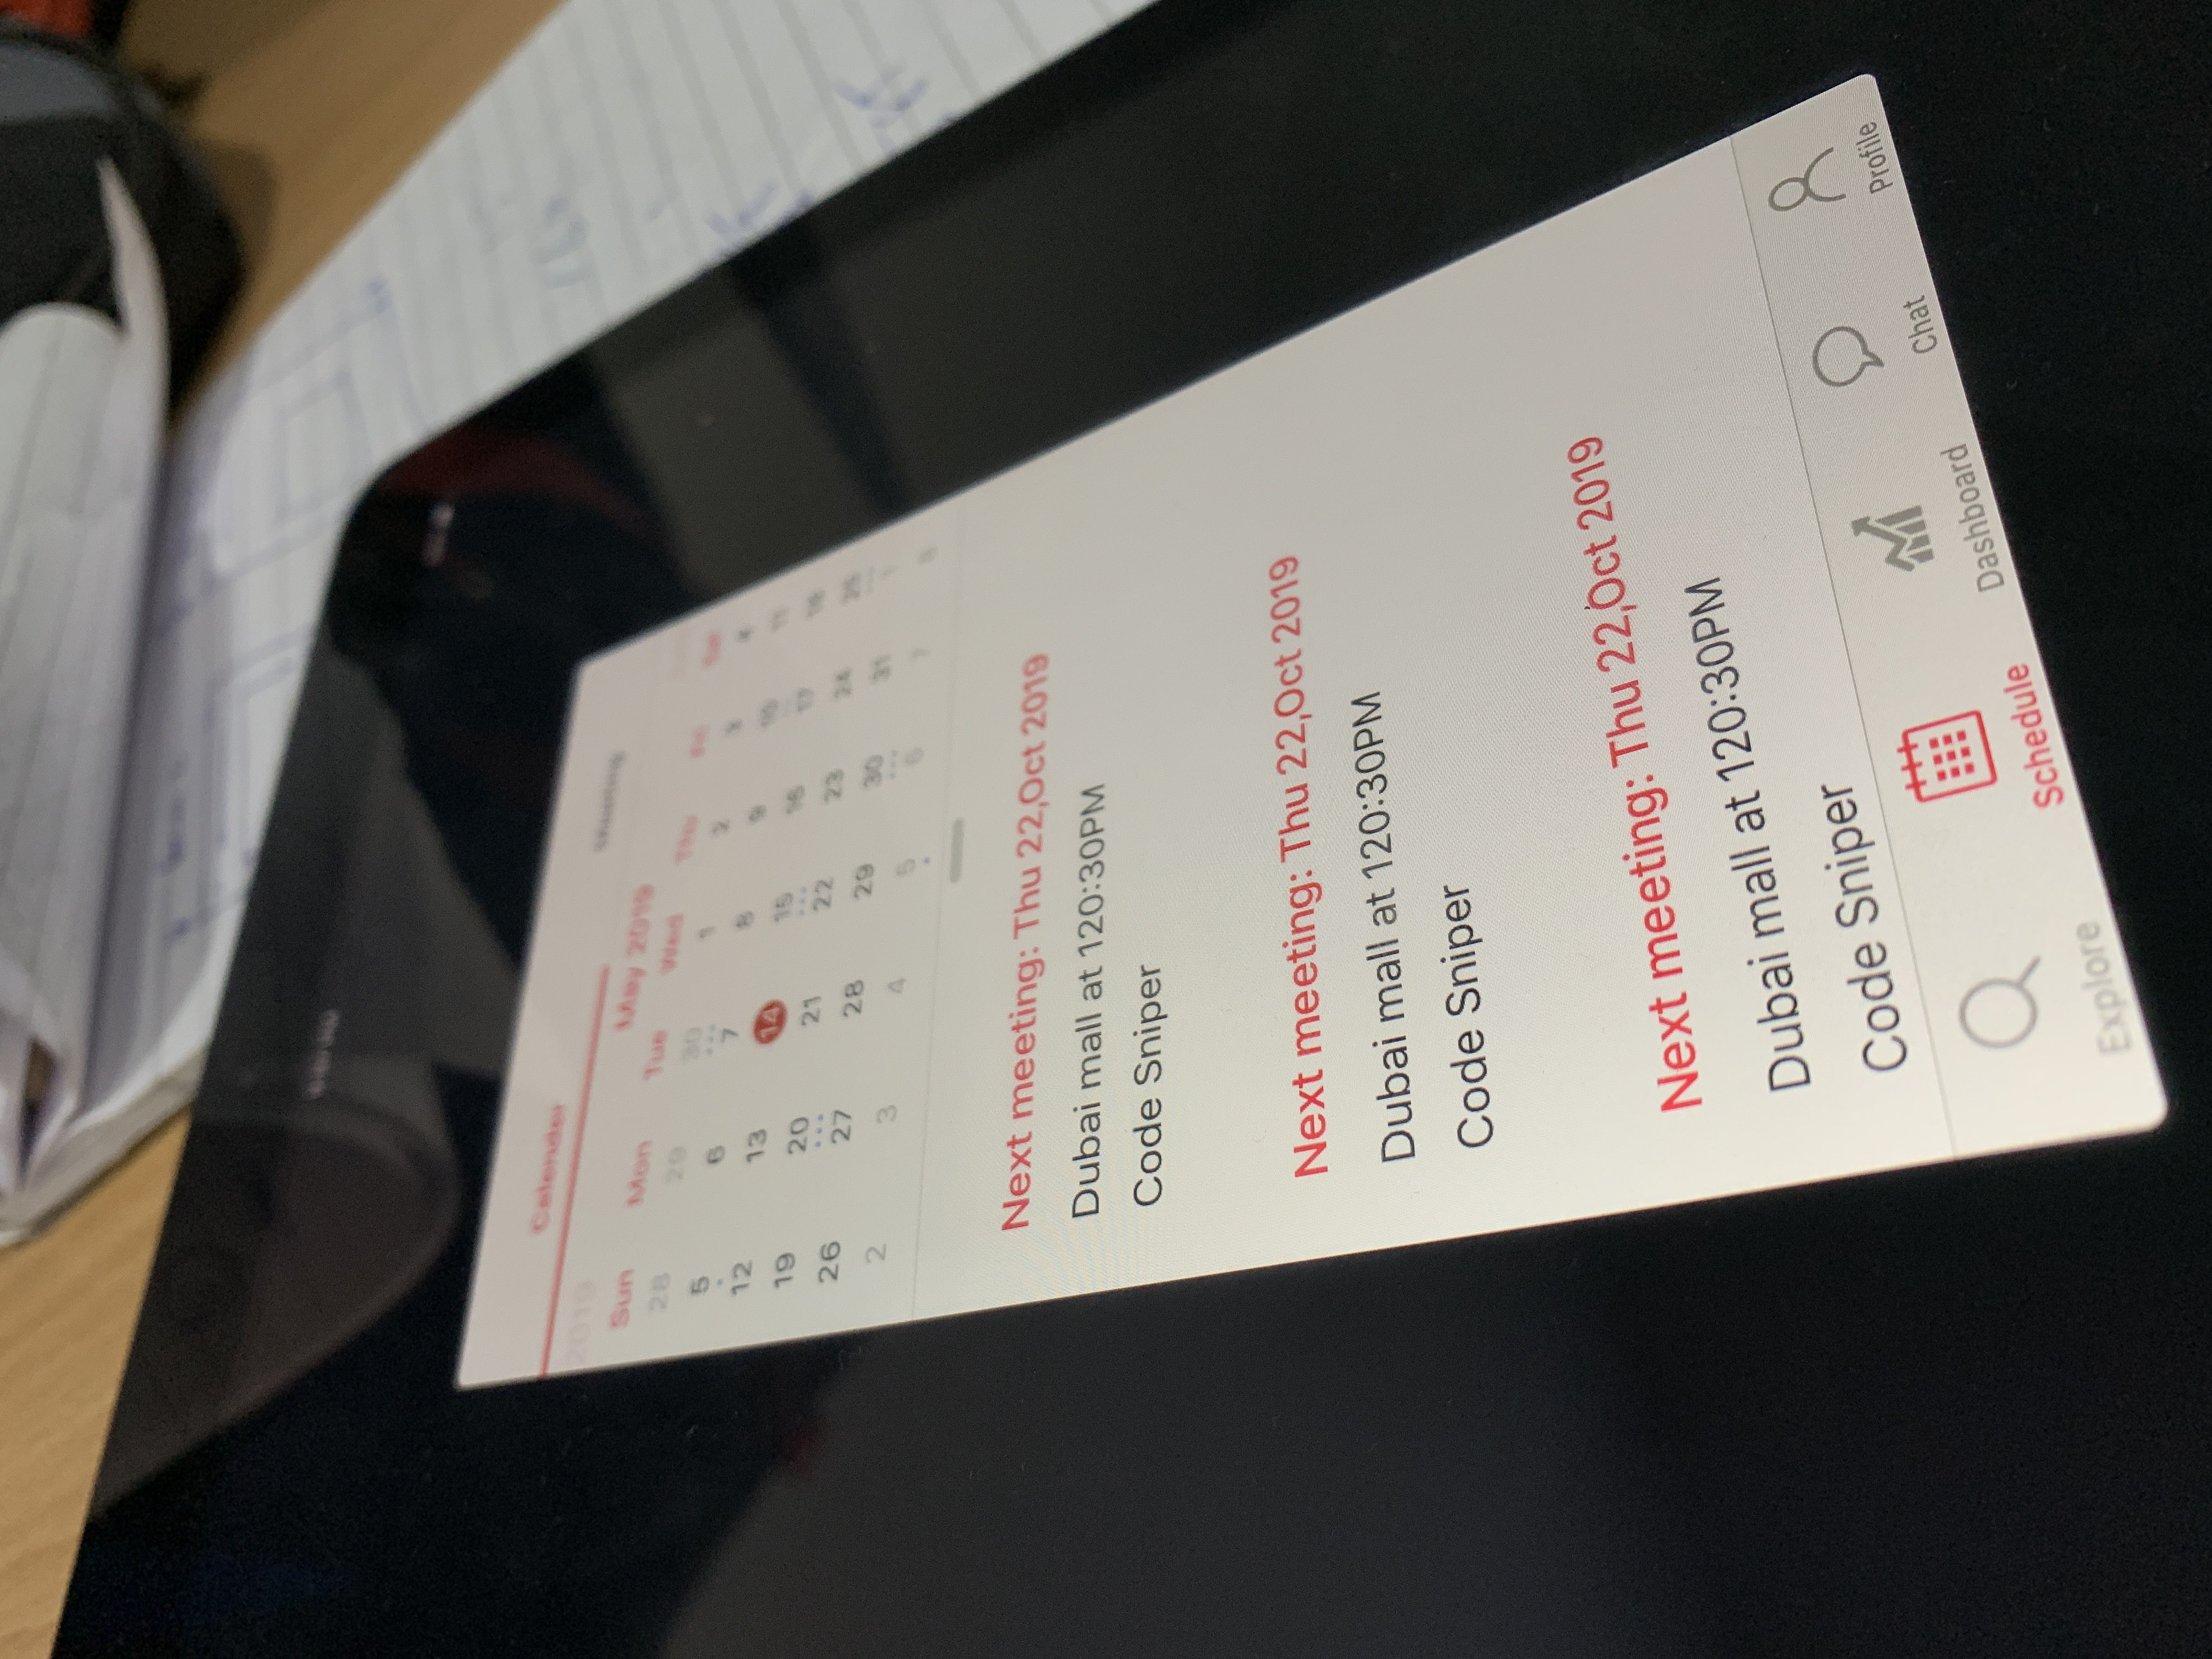 Calender Meeting
2019 May 2019
Sun Mon Tue Wed Thu Fri Sat
28 29 30 1 2 3 4
5 6 7 8 9 10 11
12 13 14 15 16 17 18
19 20 21 22 23 24 25
26 27 28 29 30 31 1
2 3 4 5 6 7 8
Next meeting: Thu 22,Oct 2019
Dubai mall at 120:30PM
Code Sniper
Next meeting: Thu 22,Oct 2019
Dubai mall at 120:30PM
Code Sniper
Next meeting: Thu 22,Oct 2019
Dubai mall at 120:30PM
Code Sniper
Explore Schedule Dashboard Chat Profile